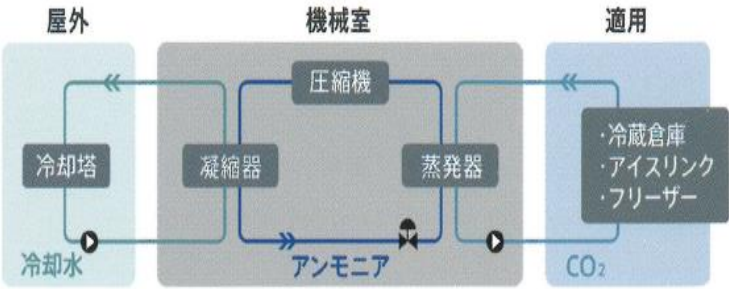 屋外
機械室
適用
圧縮機
冷却塔
凝縮器
蒸発器
・冷蔵倉庫
・アイスリンク
・フリーザー
冷却水
アンモニア
CO₂